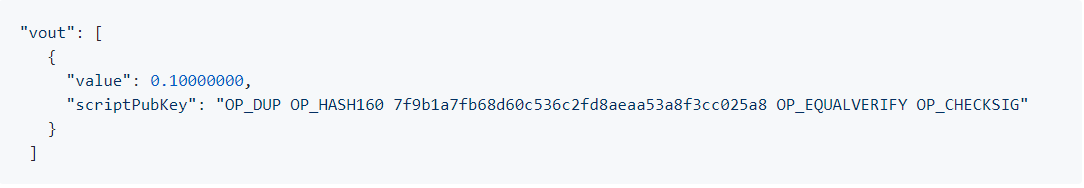 "vout": [
{
"value": 0.10000000,
"scriptPubKey": "OP_DUP OP_HASH160 7f9b1a7fb68d60c536c2fd8aeaa53a8f3cc025a8 OP_EQUALVERIFY OP_CHECKSIG"
}
]